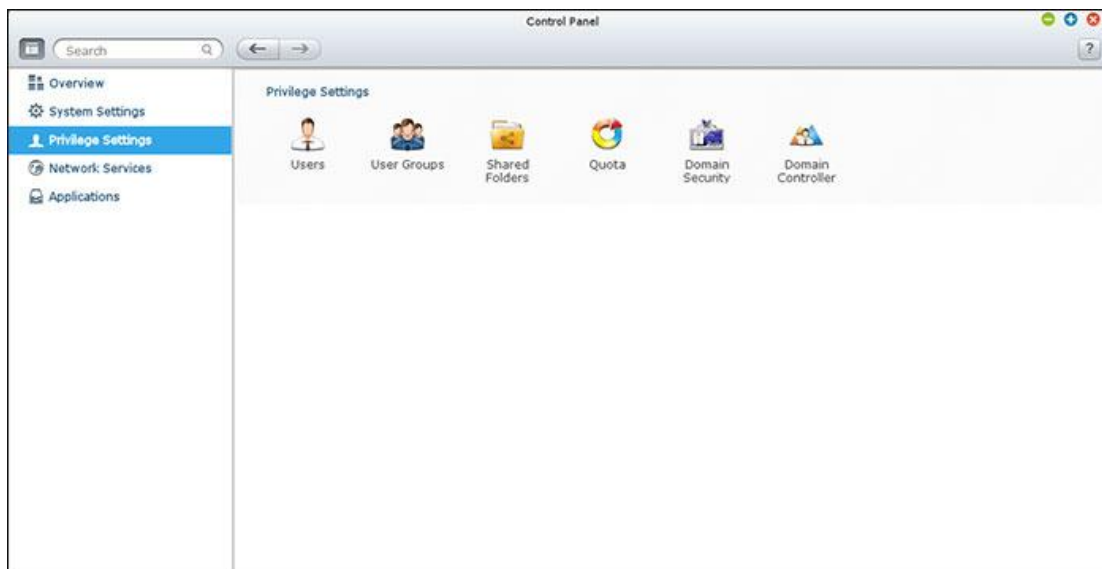 Control Panel
Search
?
Overview
System Settings
Privilege Settings
Network Services
Applications
Privilege Settings
Users
User Groups
Shared
Folders
Quota
Domain
Security
Domain
Controller